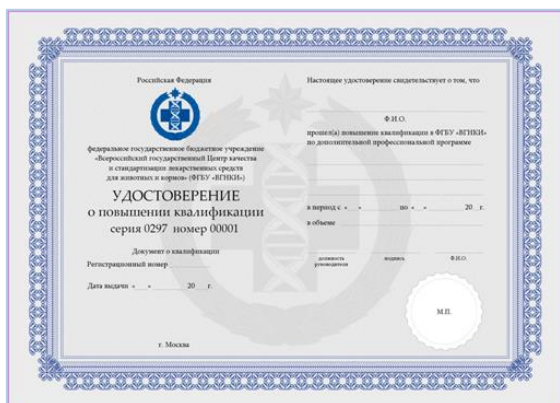 Российская Федерация
федеральное государственное бюджетное учреждение
«Всероссийский государственный Центр качества
и стандартизации лекарственных средств
для животных и кормов» (ФГБУ «ВГНКИ»)
УДОСТОВЕРЕНИЕ
о повышении квалификации
серия 0297 номер 00001
Документ о квалификации
Регистрационный номер
Дата выдачи « » 20 г.
г. Москва
Настоящее удостоверение свидетельствует о том, что
Ф.И.О.
прошел(а) повышение квалификации в ФГБУ «ВГНКИ»
по дополнительной профессиональной программе
в период с « » по « » 20 г.
в объеме
должность подпись Ф.И.О.
руководителя
М.П.